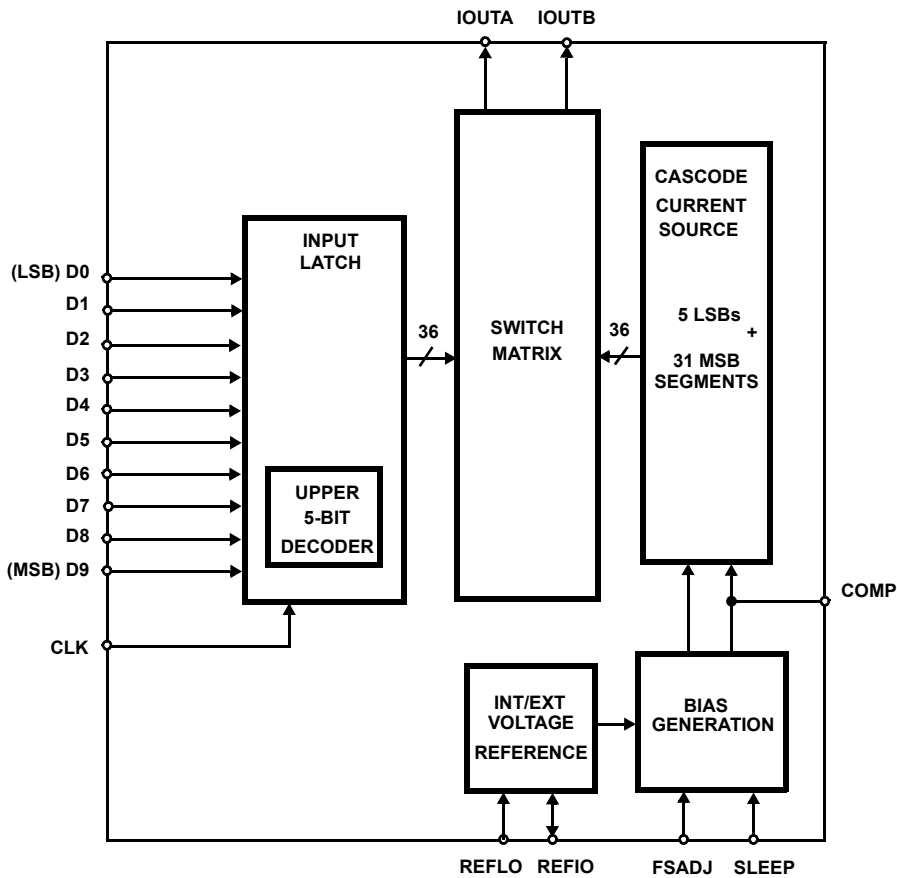 IOUTA IOUTB
CASCODE
CURRENT
SOURCE
INPUT
LATCH
(LSB) D0
D1
D2
D3
D4
D5
D6
D7
D8
(MSB) D9
CLK
36
SWITCH
MATRIX
36
5 LSBs
+
31 MSB
SEGMENTS
UPPER
5-BIT
DECODER
COMP
INT/EXT
VOLTAGE
REFERENCE
BIAS
GENERATION
REFLO REFIO FSADJ SLEEP